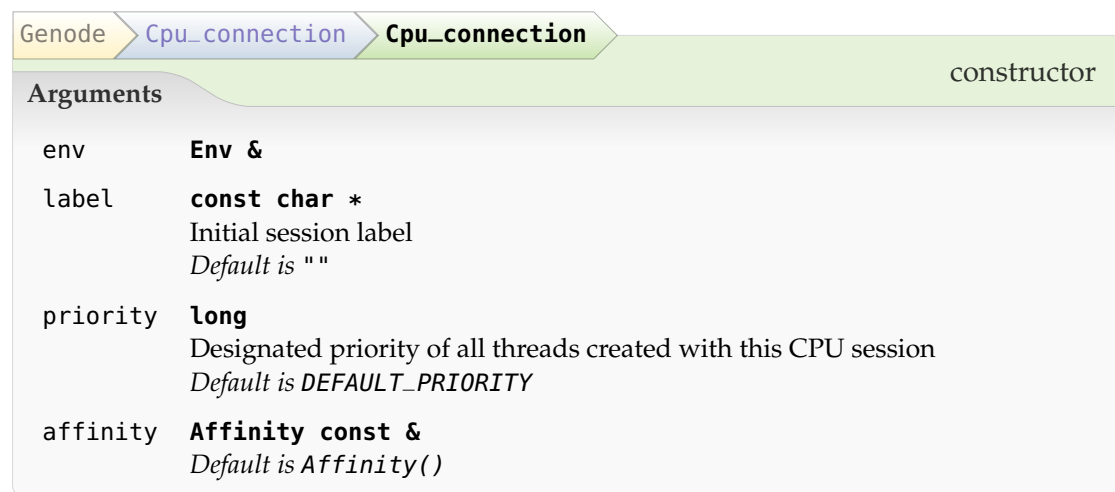 Genode Cpu_connection Cpu_connection
constructor
Arguments
env Env &
label const char *
Initial session label
Default is ""
priority long
Designated priority of all threads created with this CPU session
Default is DEFAULT_PRIORITY
affinity Affinity const &
Default is Affinity()